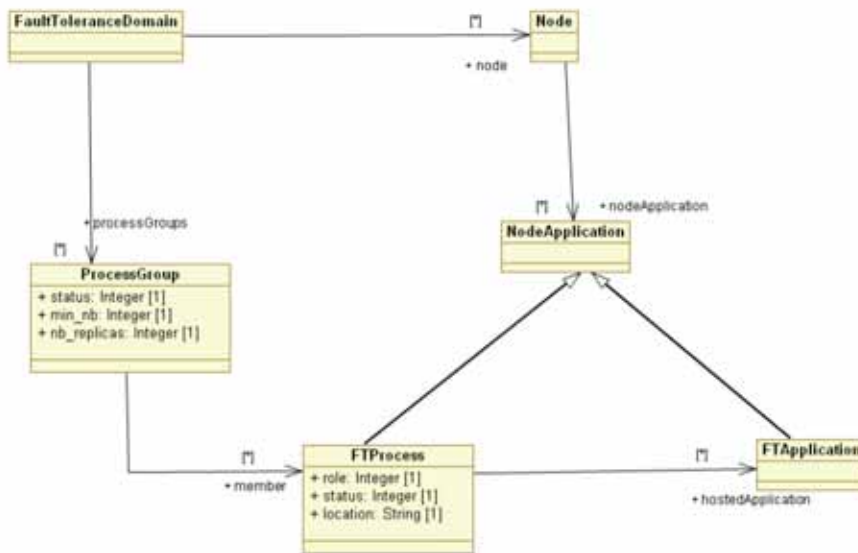 FaultToleranceDomain
[*]
Node
+ node
+ processGroups
[*]
[*]
+ nodeApplication
NodeApplication
ProcessGroup
+ status: Integer [1]
+ min_nb: Integer [1]
+ nb_replicas: Integer [1]
[*]
+ member
FTProcess
+ role: Integer [1]
+ status: Integer [1]
+ location: String [1]
[*]
+ hostedApplication
FTApplication